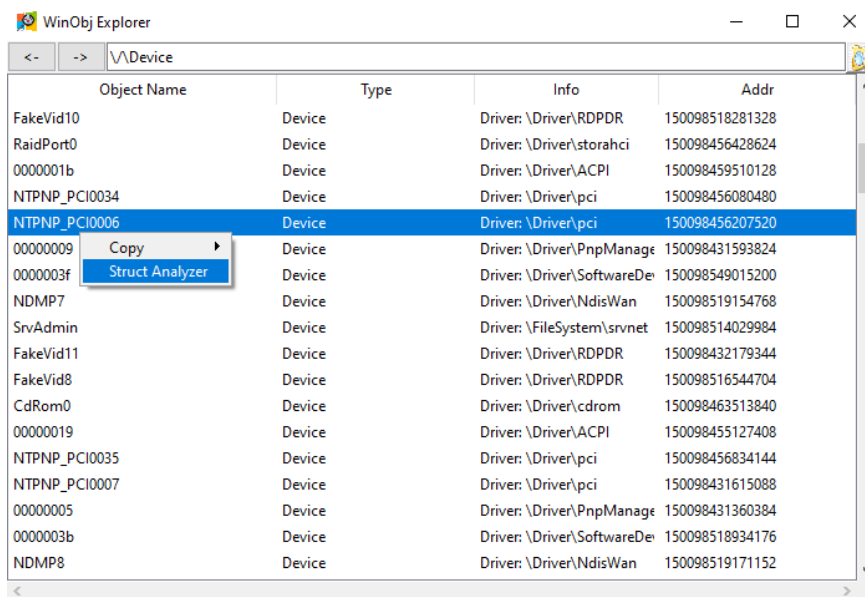 WinObj Explorer
<- -> \/\Device
Object Name Type Info Addr
FakeVid10 Device Driver: \Driver\RDPDR 150098518281328
RaidPort0 Device Driver: \Driver\storahci 150098456428624
0000001b Device Driver: \Driver\ACPI 150098459510128
NTPNP_PCI0034 Device Driver: \Driver\pci 150098456080480
NTPNP_PCI0006 Device Driver: \Driver\pci 150098456207520
00000009 Device Driver: \Driver\PnpManage 150098431593824
Copy
0000003f Device Driver: \Driver\SoftwareDev 150098549015200
Struct Analyzer
NDMP7 Device Driver: \Driver\NdisWan 150098519154768
SrvAdmin Device Driver: \FileSystem\srvnet 150098514029984
FakeVid11 Device Driver: \Driver\RDPDR 150098432179344
FakeVid8 Device Driver: \Driver\RDPDR 150098516544704
CdRom0 Device Driver: \Driver\cdrom 150098463513840
00000019 Device Driver: \Driver\ACPI 150098455127408
NTPNP_PCI0035 Device Driver: \Driver\pci 150098456834144
NTPNP_PCI0007 Device Driver: \Driver\pci 150098431615088
00000005 Device Driver: \Driver\PnpManage 150098431360384
0000003b Device Driver: \Driver\SoftwareDev 150098518934176
NDMP8 Device Driver: \Driver\NdisWan 150098519171152